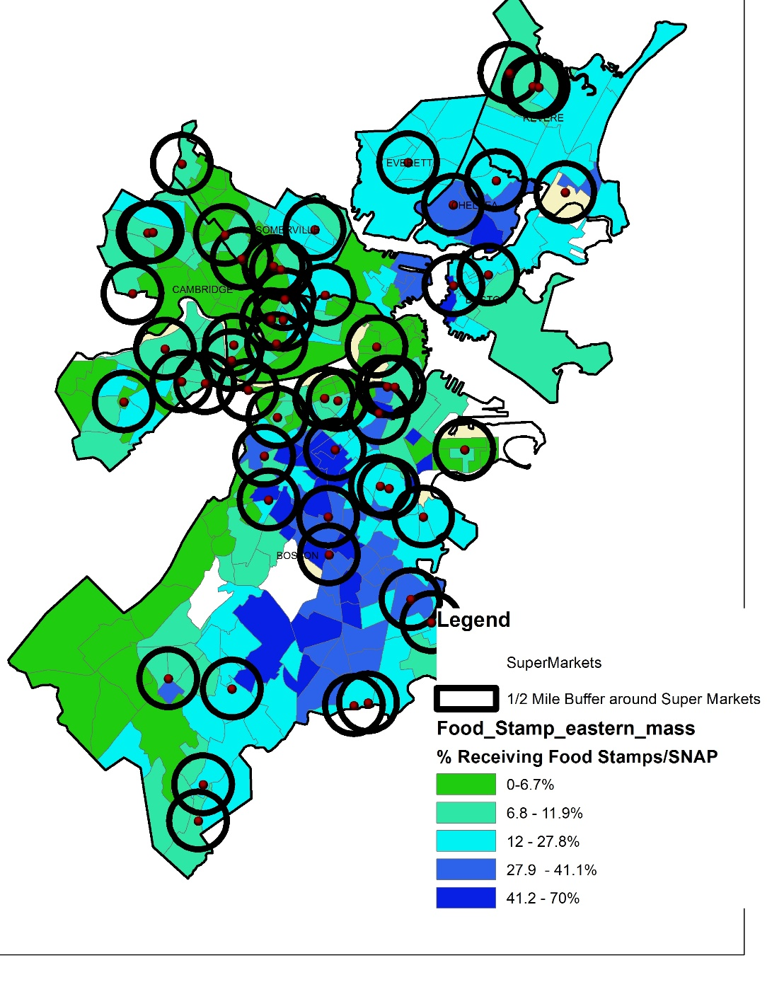 REVERE
EVERETT
CHELSEA
SOMERVILLE
CAMBRIDGE
BOSTON
BOSTON
Legend
SuperMarkets
1/2 Mile Buffer around Super Markets
Food_Stamp_eastern_mass
% Receiving Food Stamps/SNAP
0-6.7%
6.8 - 11.9%
12 - 27.8%
27.9 - 41.1%
41.2 - 70%